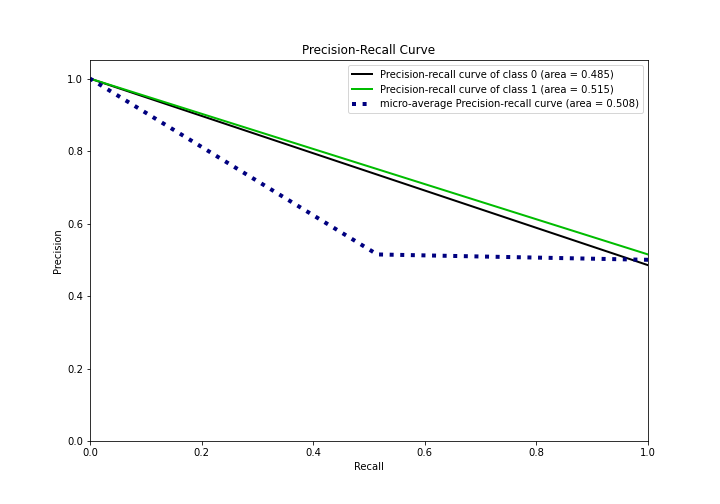 Precision-Recall Curve
Precision-recall curve of class 0 (area = 0.485)
Precision-recall curve of class 1 (area = 0.515)
micro-average Precision-recall curve (area = 0.508)
1.0
0.8
0.6
0.4
0.2
0.0
Precision
0.0 0.2 0.4 0.6 0.8 1.0
Recall